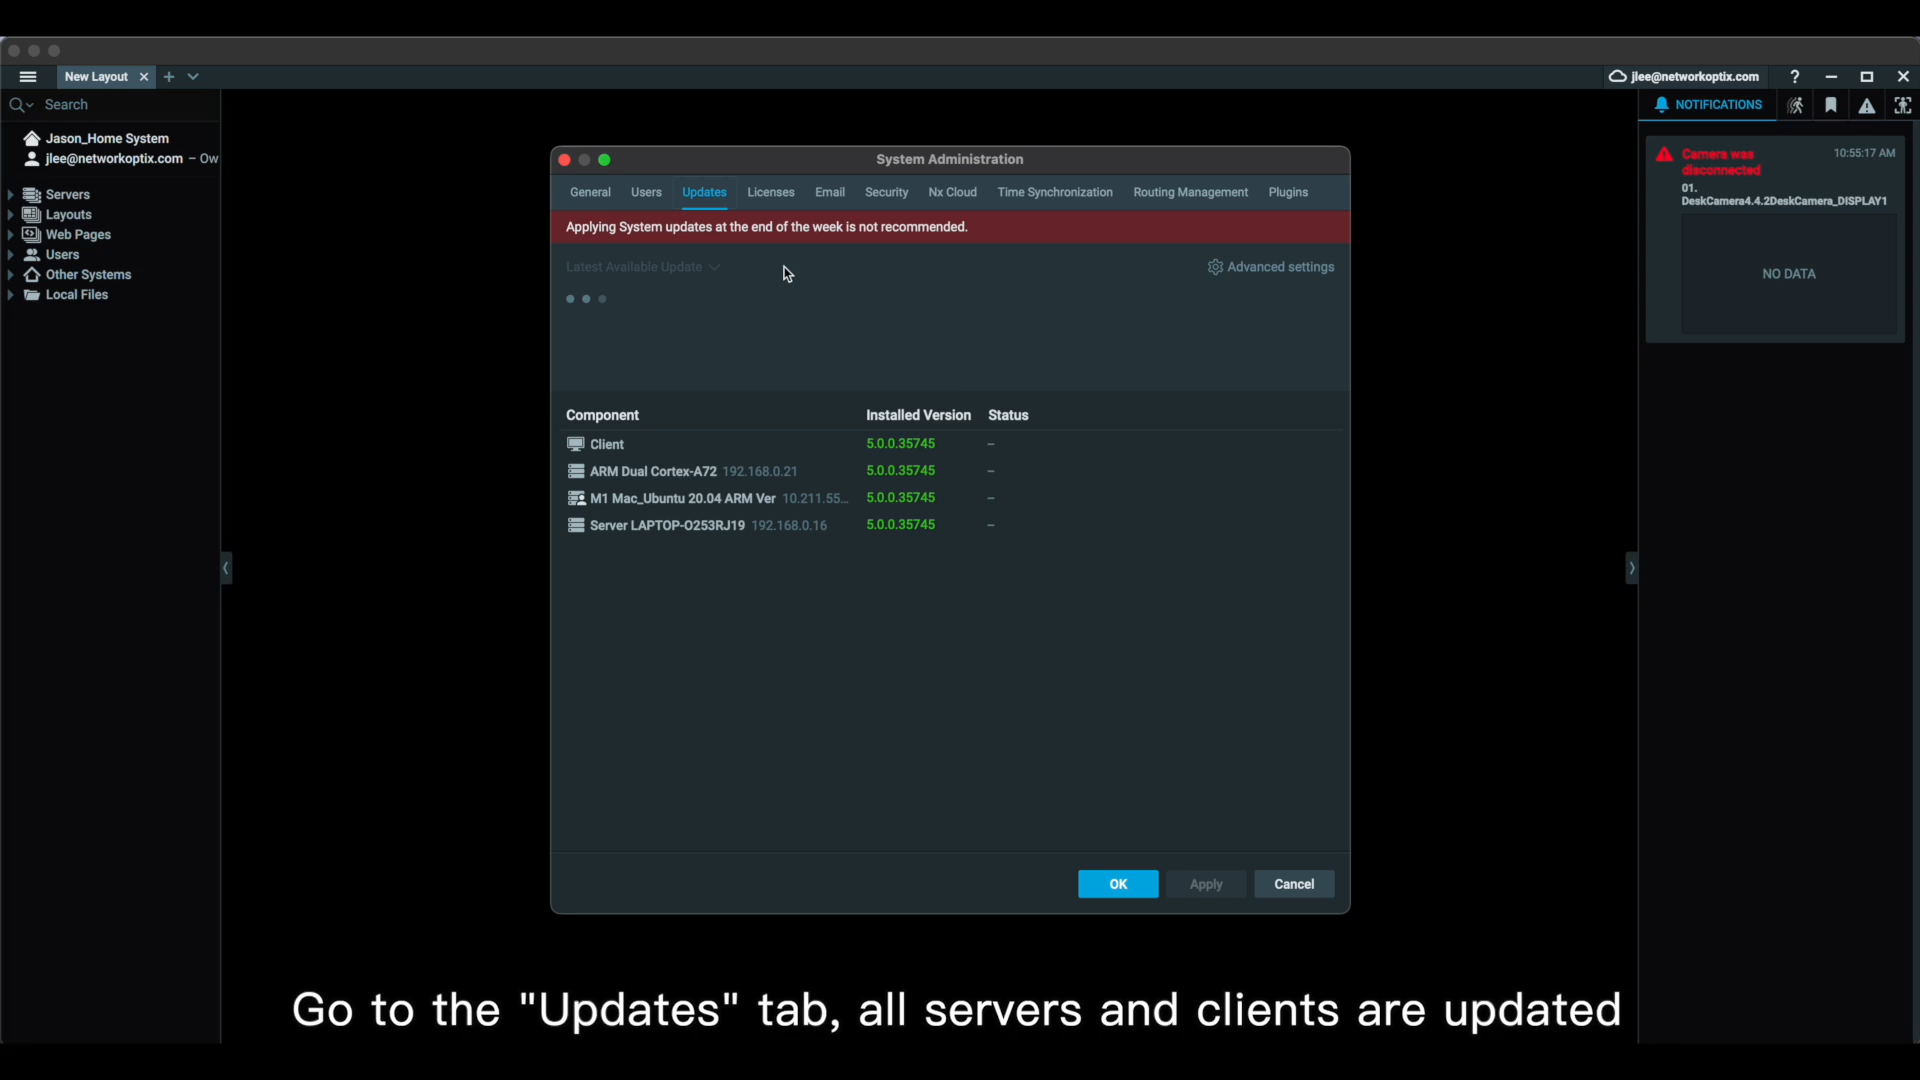 New Layout
jlee@networkoptix.com
?
Search
NOTIFICATIONS
Jason_Home System
jlee@networkoptix.com – Ow
Servers
Layouts
Web Pages
Users
Other Systems
Local Files
System Administration
General Users Updates Licenses Email Security Nx Cloud Time Synchronization Routing Management Plugins
Applying System updates at the end of the week is not recommended.
Latest Available Update
Advanced settings
Component Installed Version Status
Client 5.0.0.35745 –
ARM Dual Cortex-A72 192.168.0.21 5.0.0.35745 –
M1 Mac_Ubuntu 20.04 ARM Ver 10.211.55... 5.0.0.35745 –
Server LAPTOP-O253RJ19 192.168.0.16 5.0.0.35745 –
OK Apply Cancel
Camera was 10:55:17 AM
disconnected
01.
DeskCamera4.4.2DeskCamera_DISPLAY1
NO DATA
Go to the "Updates" tab, all servers and clients are updated